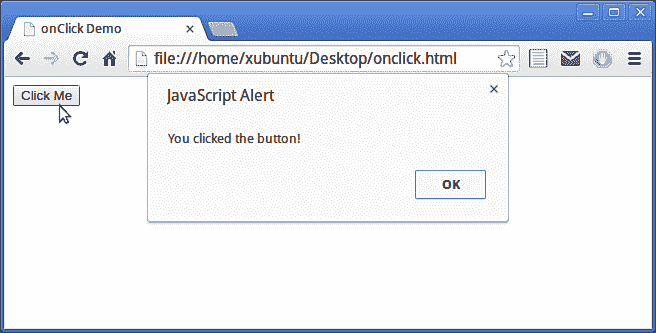 onClick Demo
file:///home/xubuntu/Desktop/onclick.html
Click Me
JavaScript Alert
You clicked the button!
OK